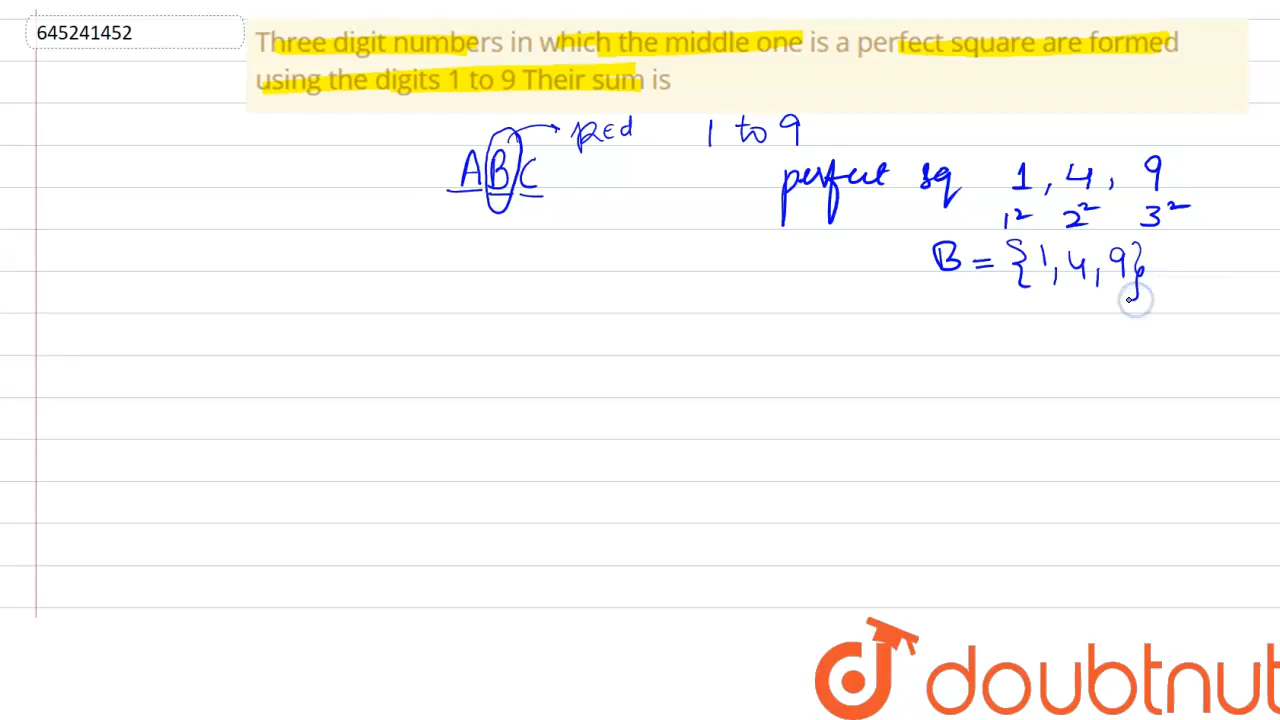 645241452
Three digit numbers in which the middle one is a perfect square are formed
using the digits 1 to 9 Their sum is
1 to 9
A B C
perfect sq 1, 4, 9
1² 2² 3²
B = {1, 4, 9}
doubtnut